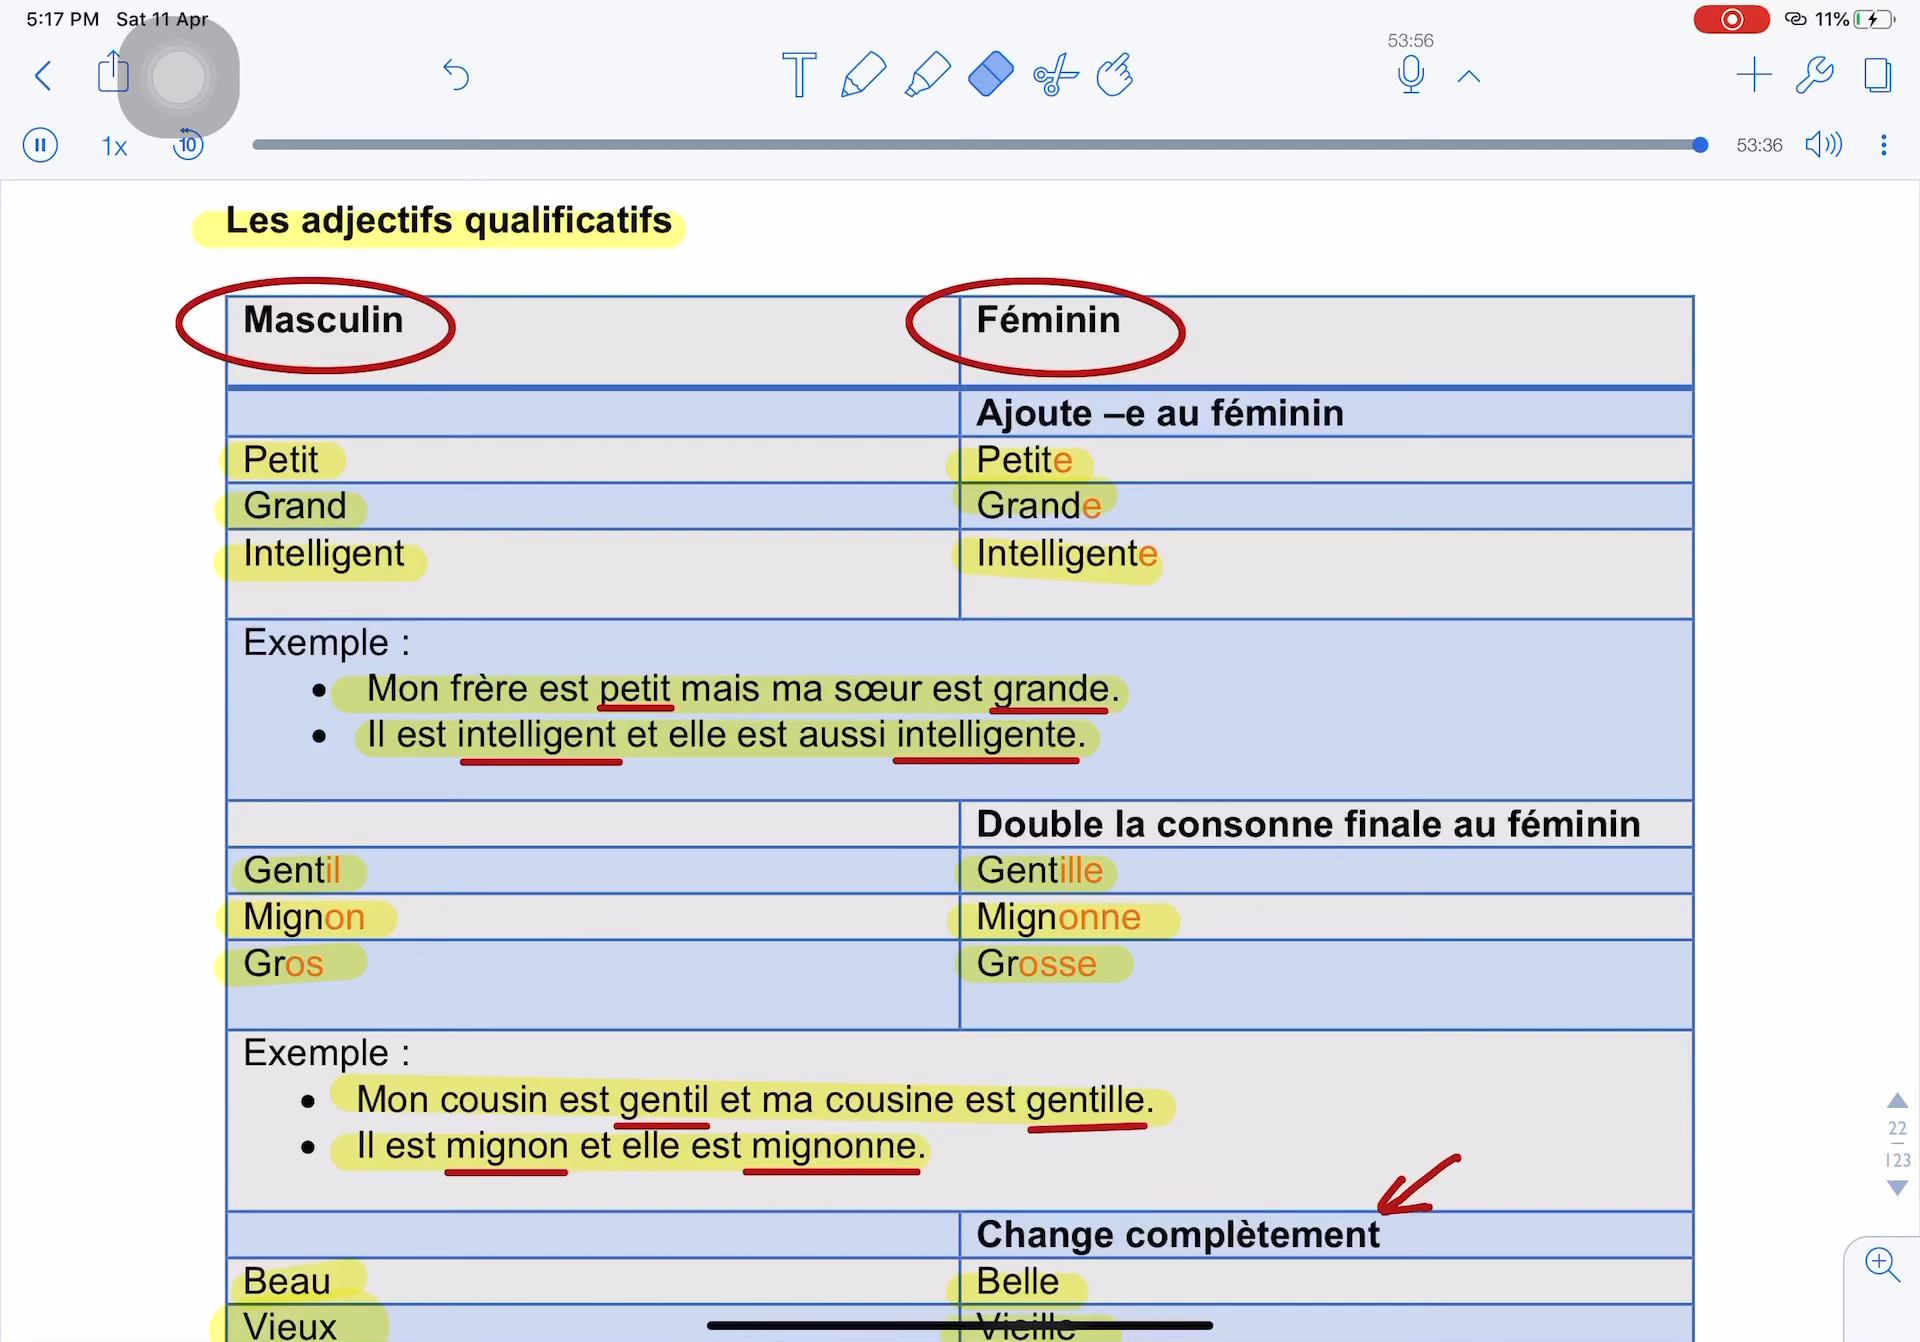 5:17 PM Sat 11 Apr
11%
53:56
1x
10
53:36
Les adjectifs qualificatifs
Masculin Féminin
Ajoute –e au féminin
Petit Petite
Grand Grande
Intelligent Intelligente
Exemple :
• Mon frère est petit mais ma sœur est grande.
• Il est intelligent et elle est aussi intelligente.
Double la consonne finale au féminin
Gentil Gentille
Mignon Mignonne
Gros Grosse
Exemple :
• Mon cousin est gentil et ma cousine est gentille.
• Il est mignon et elle est mignonne.
22
123
Change complètement
Beau Belle
Vieux Vieille